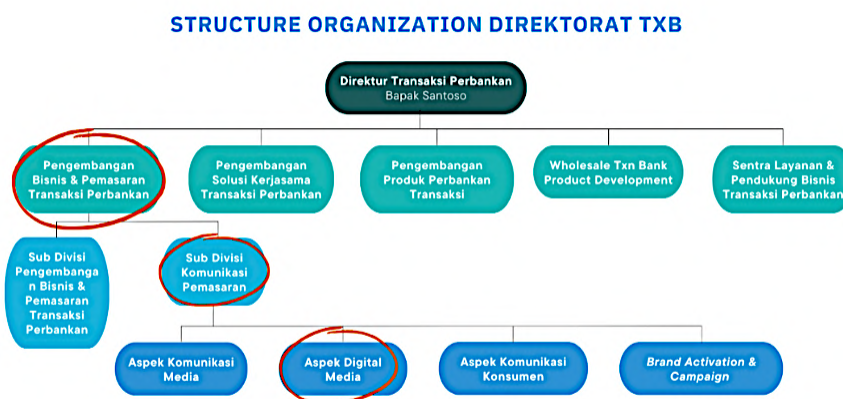 STRUCTURE ORGANIZATION DIREKTORAT TXB
Direktur Transaksi Perbankan
Bapak Santoso
Pengembangan
Bisnis & Pemasaran
Transaksi Perbankan
Pengembangan
Solusi Kerjasama
Transaksi Perbankan
Pengembangan
Produk Perbankan
Transaksi
Wholesale Txn Bank
Product Development
Sentra Layanan &
Pendukung Bisnis
Transaksi Perbankan
Sub Divisi
Pengembanga
n Bisnis &
Pemasaran
Transaksi
Perbankan
Sub Divisi
Komunikasi
Pemasaran
Aspek Komunikasi
Media
Aspek Digital
Media
Aspek Komunikasi
Konsumen
Brand Activation &
Campaign